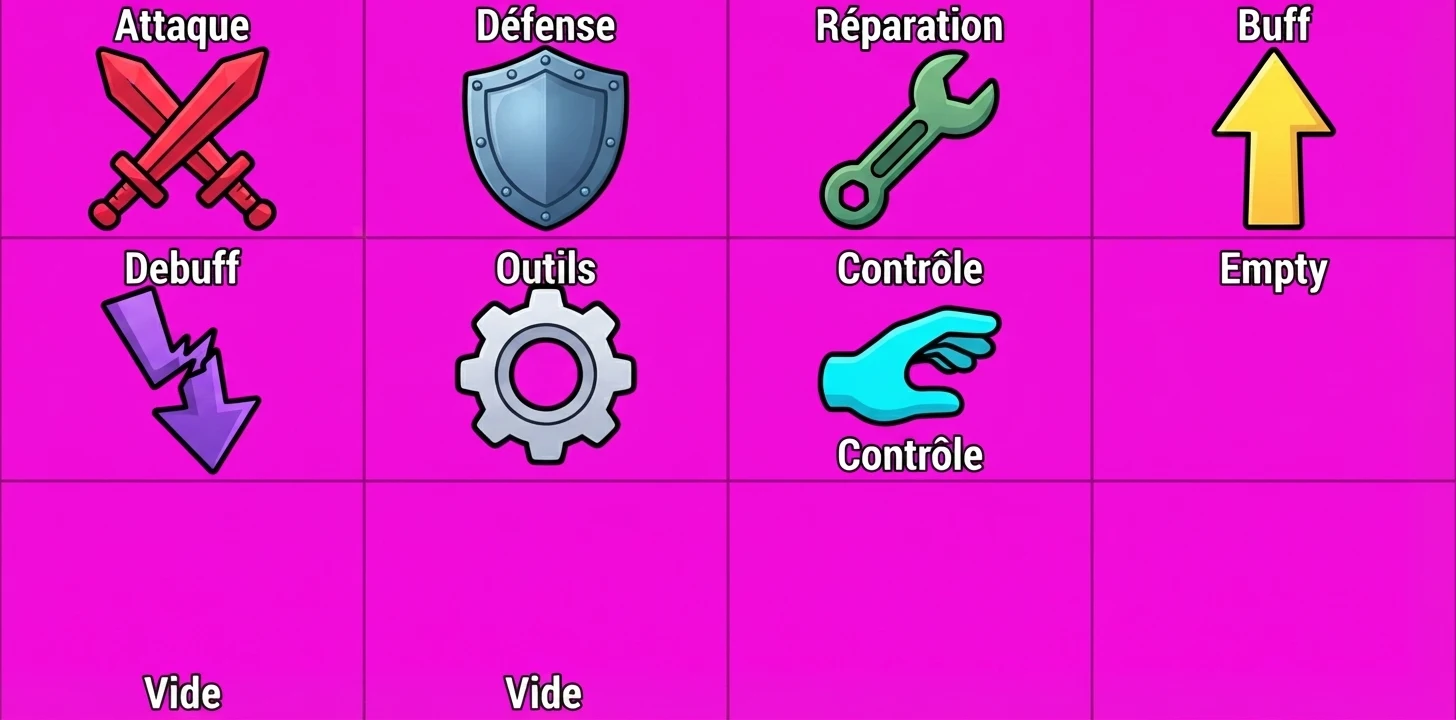 Attaque
Défense
Réparation
Buff
Debuff
Outils
Contrôle
Empty
Contrôle
Vide
Vide